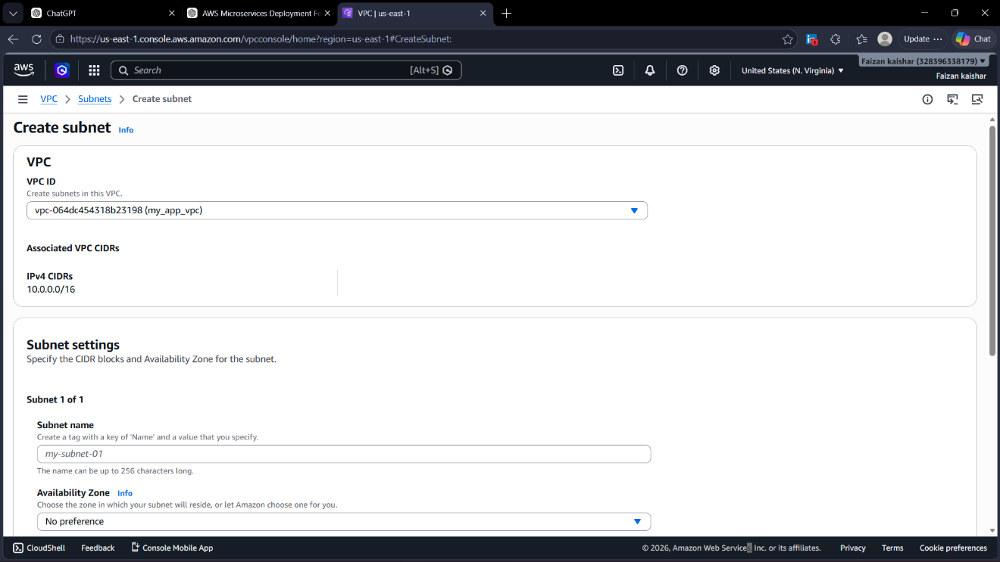 ChatGPT
AWS Microservices Deployment Fe
VPC | us-east-1
https://us-east-1.console.aws.amazon.com/vpcconsole/home?region=us-east-1#CreateSubnet:
Update
Chat
aws
Search
[Alt+S]
United States (N. Virginia)
Faizan kaishar (328396338179)
Faizan kaishar
VPC
Subnets
Create subnet
Create subnet
Info
VPC
VPC ID
Create subnets in this VPC.
vpc-064dc454318b23198 (my_app_vpc)
Associated VPC CIDRs
IPv4 CIDRs
10.0.0.0/16
Subnet settings
Specify the CIDR blocks and Availability Zone for the subnet.
Subnet 1 of 1
Subnet name
Create a tag with a key of 'Name' and a value that you specify.
my-subnet-01
The name can be up to 256 characters long.
Availability Zone
Info
Choose the zone in which your subnet will reside, or let Amazon choose one for you.
No preference
CloudShell
Feedback
Console Mobile App
© 2026, Amazon Web Services, Inc. or its affiliates.
Privacy
Terms
Cookie preferences